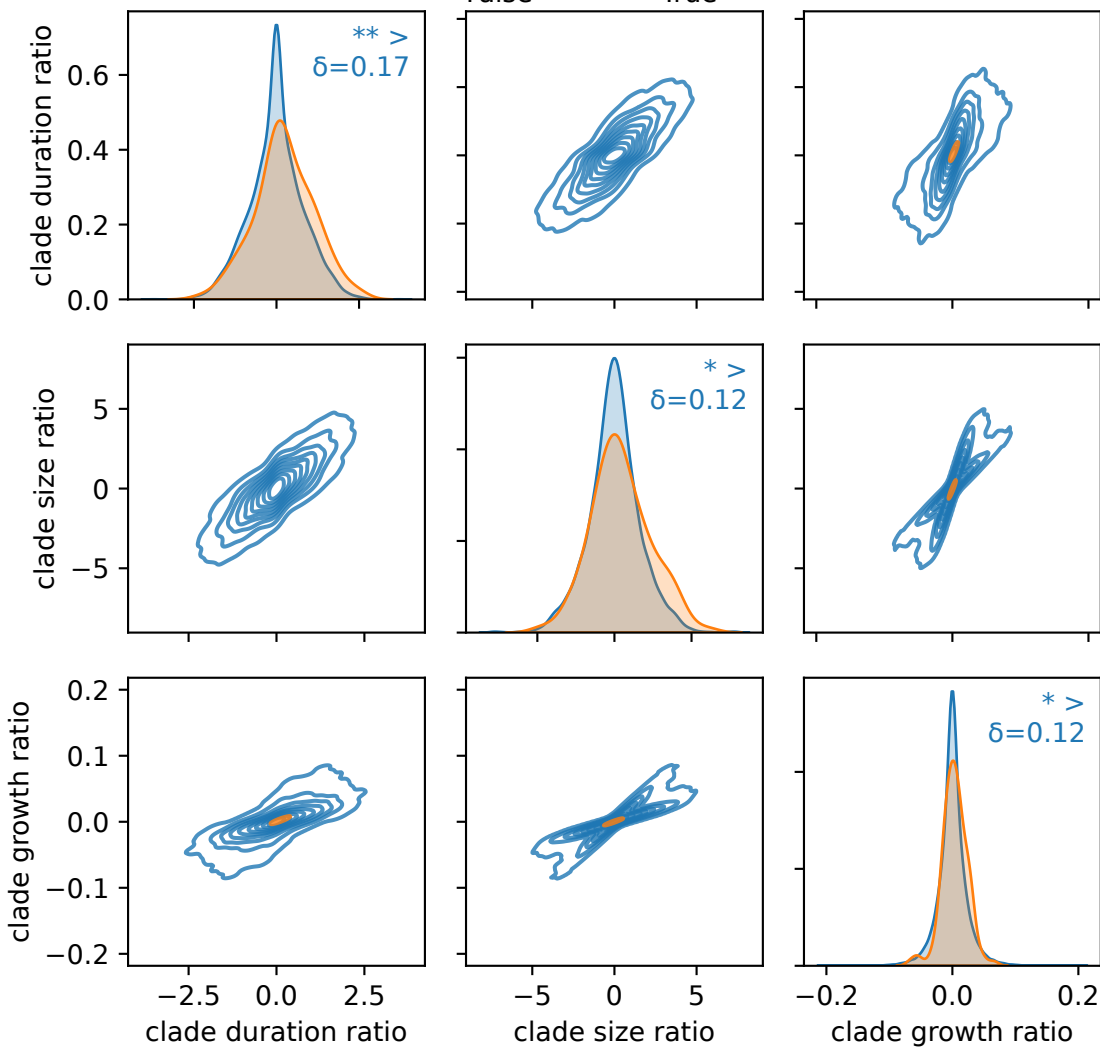 clade duration ratio
0.6
0.4
0.2
0.0
** >
δ=0.17
clade size ratio
5
0
−5
* >
δ=0.12
clade growth ratio
0.2
0.1
0.0
−0.1
−0.2
* >
δ=0.12
−2.5 0.0 2.5
−5 0 5
−0.2 0.0 0.2
clade duration ratio
clade size ratio
clade growth ratio